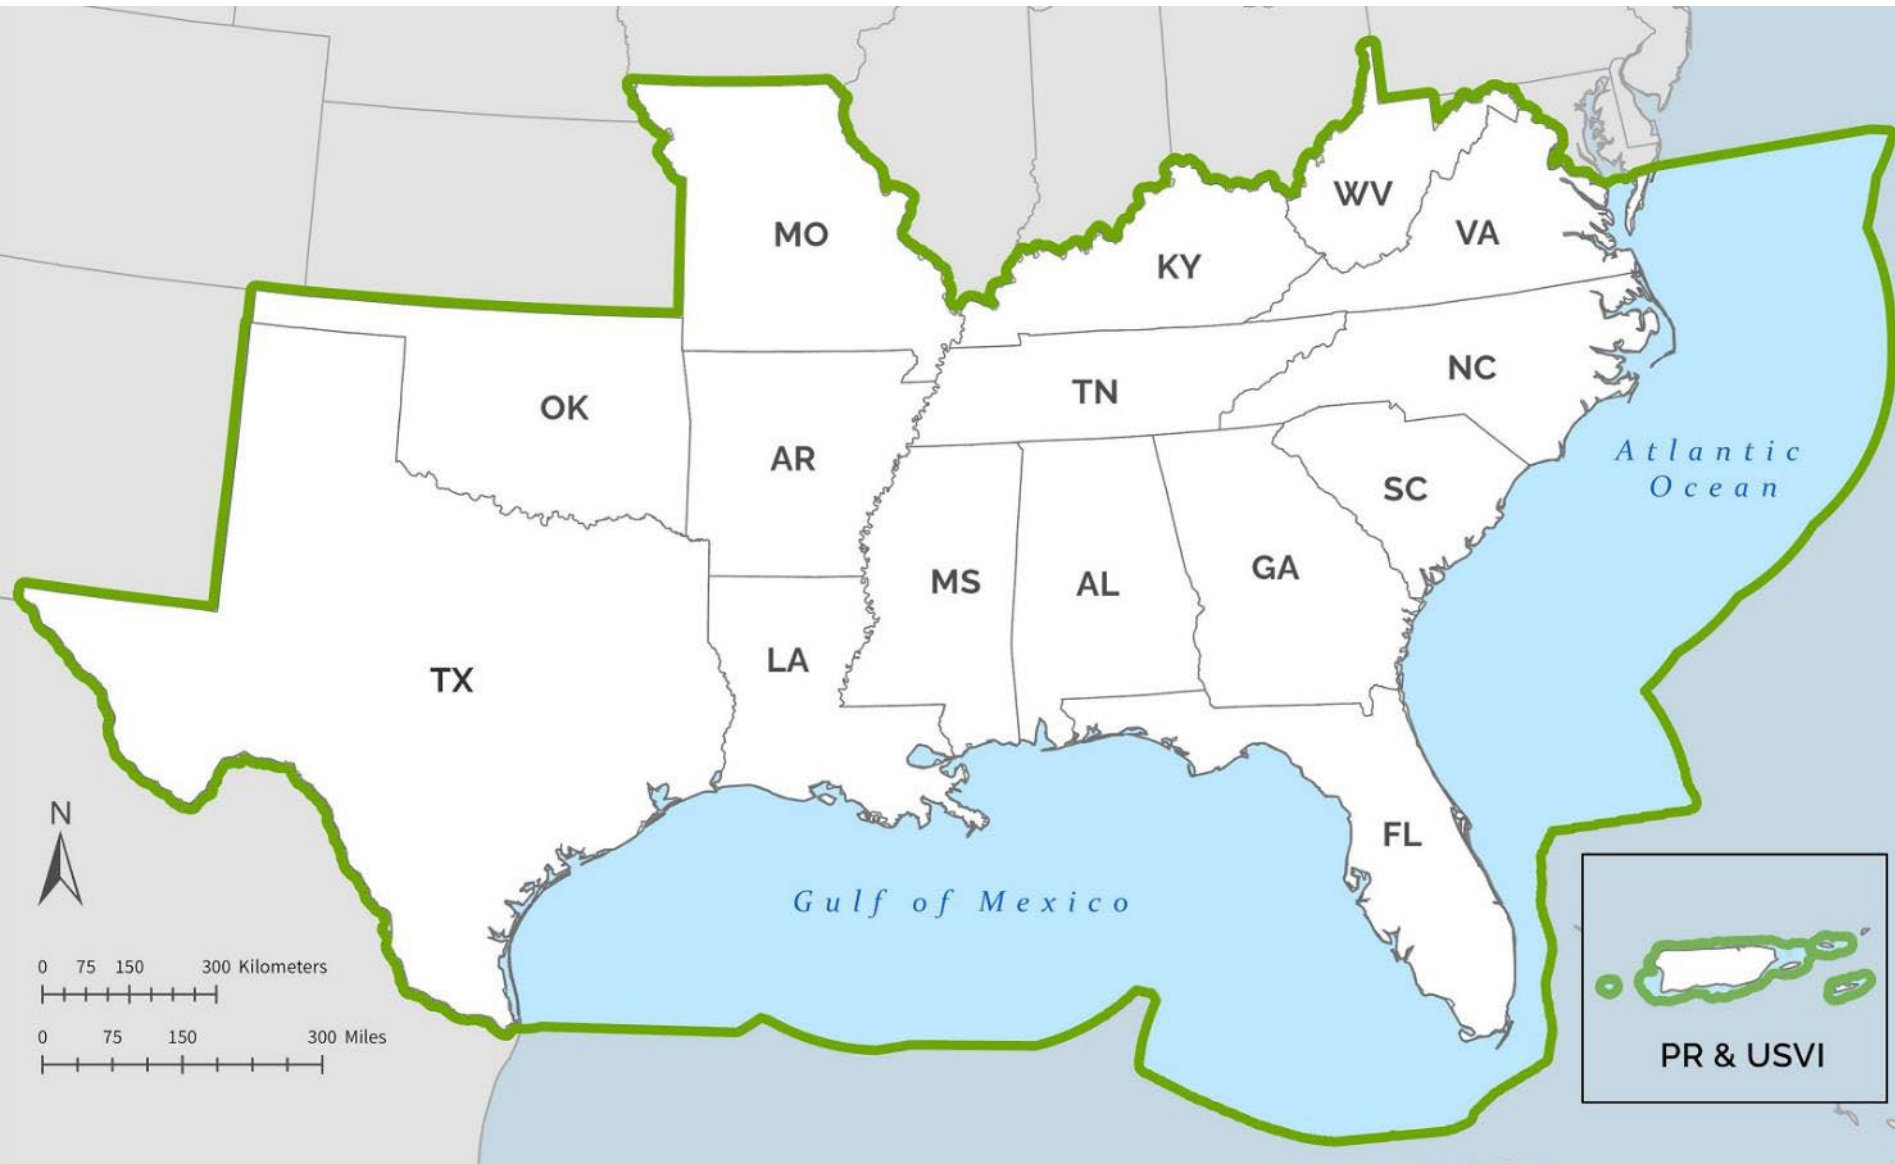 MO
WV
VA
KY
NC
TN
OK
AR
Atlantic
Ocean
SC
GA
MS
AL
LA
TX
N
FL
Gulf of Mexico
0 75 150 300 Kilometers
0 75 150 300 Miles
PR & USVI